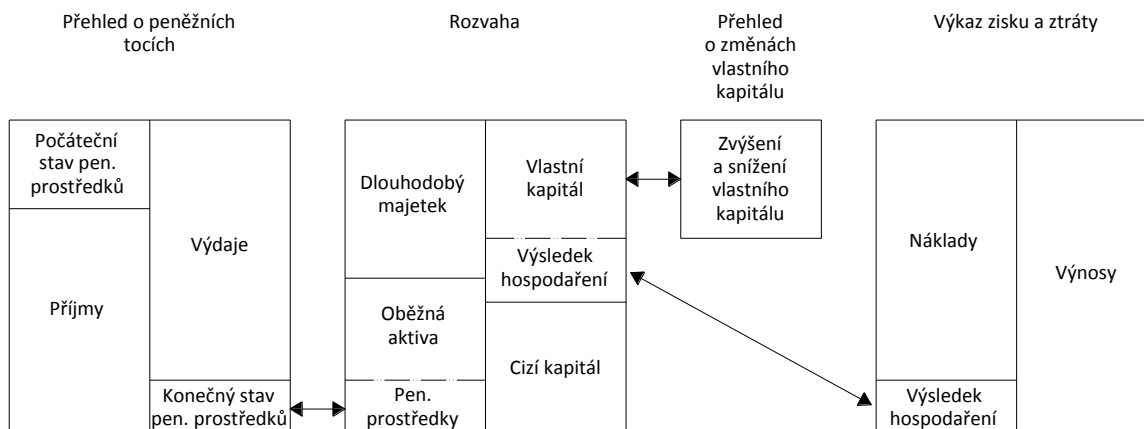 Přehled o peněžních
tocích
Rozvaha
Přehled
o změnách
vlastního
kapitálu
Výkaz zisku a ztráty
Počáteční
stav pen.
prostředků
Příjmy
Výdaje
Konečný stav
pen. prostředků
Dlouhodobý
majetek
Oběžná
aktiva
Pen.
prostředky
Vlastní
kapitál
Výsledek
hospodaření
Cizí kapitál
Zvýšení
a snížení
vlastního
kapitálu
Náklady
Výsledek
hospodaření
Výnosy